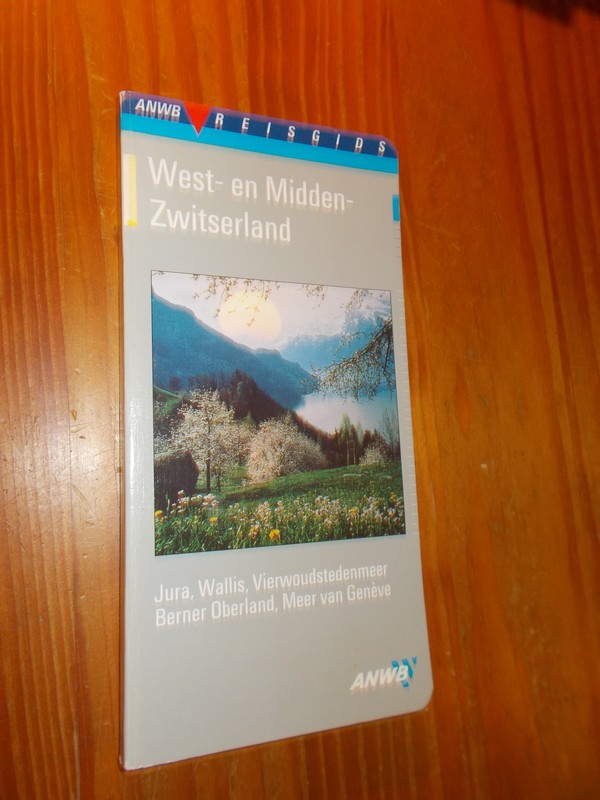 ANWB REISGIDS
West- en Midden-
Zwitserland
Jura, Wallis, Vierwoudstedenmeer
Berner Oberland, Meer van Genève
ANWB